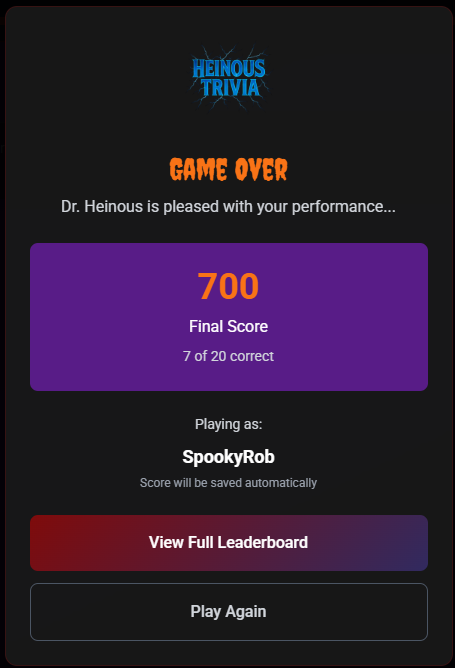 HEINOUS
TRIVIA
GAME OVER
Dr. Heinous is pleased with your performance...
700
Final Score
7 of 20 correct
Playing as:
SpookyRob
Score will be saved automatically
View Full Leaderboard
Play Again